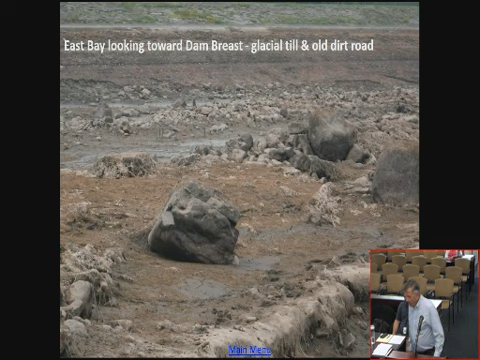 East Bay looking toward Dam Breast - glacial till & old dirt road
Main Menu